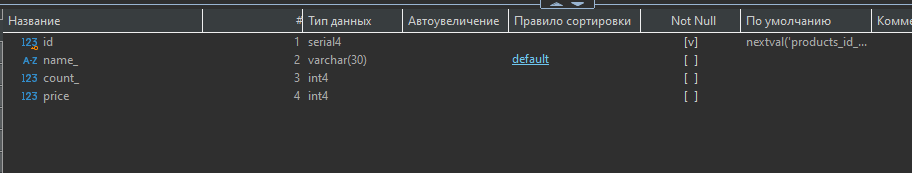 Название # Тип данных Автоувеличение Правило сортировки Not Null По умолчанию Комме
123 id 1 serial4 [v] nextval('products_id_...
A-Z name_ 2 varchar(30) default [ ]
123 count_ 3 int4 [ ]
123 price 4 int4 [ ]